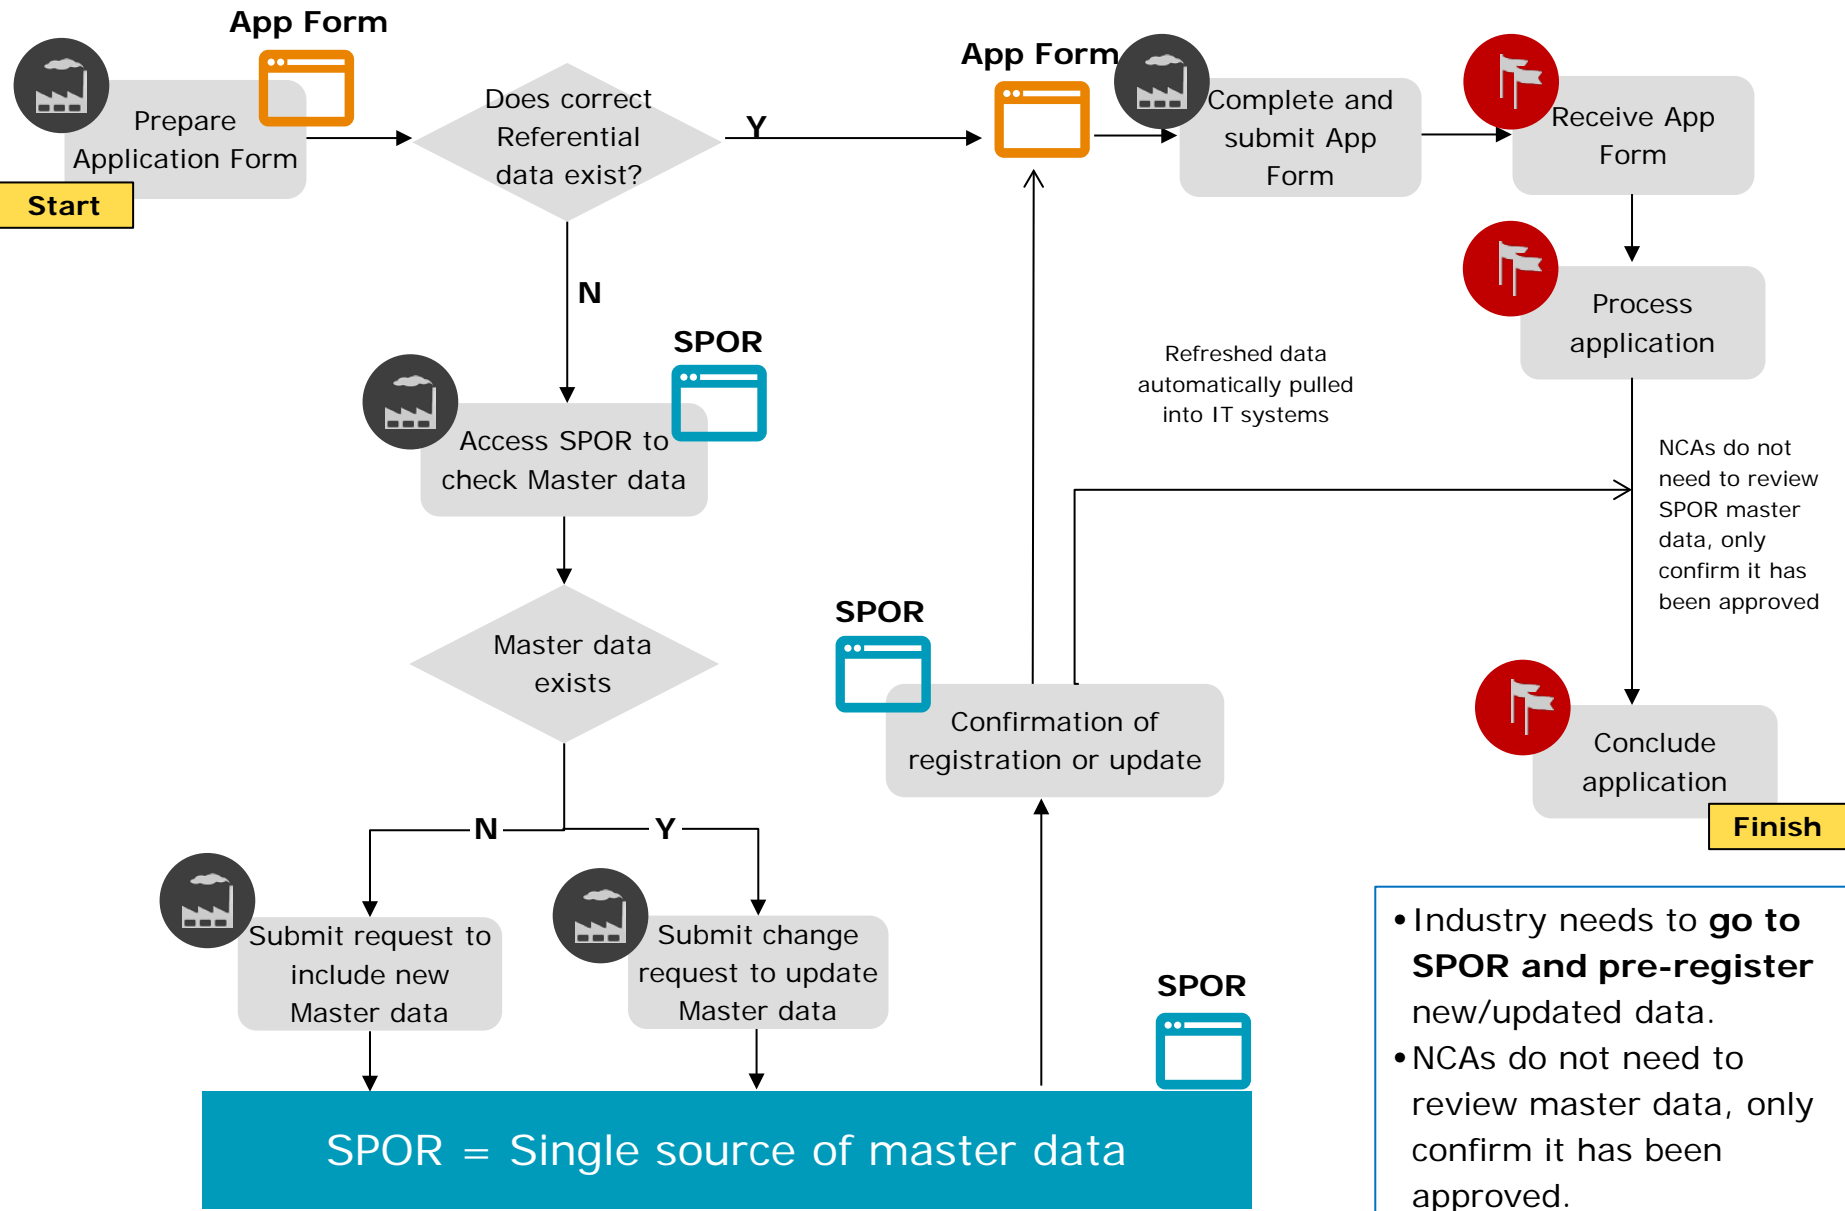 App Form
Prepare
Application Form
Start
Does correct
Referential
data exist?
Y
App Form
Complete and
submit App
Form
Receive App
Form
N
Process
application
SPOR
Access SPOR to
check Master data
Refreshed data
automatically pulled
into IT systems
NCAs do not
need to review
SPOR master
data, only
confirm it has
been approved
Master data
exists
SPOR
Confirmation of
registration or update
Conclude
application
Finish
N
Y
Submit request to
include new
Master data
Submit change
request to update
Master data
SPOR
SPOR = Single source of master data
•Industry needs to go to
SPOR and pre-register
new/updated data.
•NCAs do not need to
review master data, only
confirm it has been
approved.